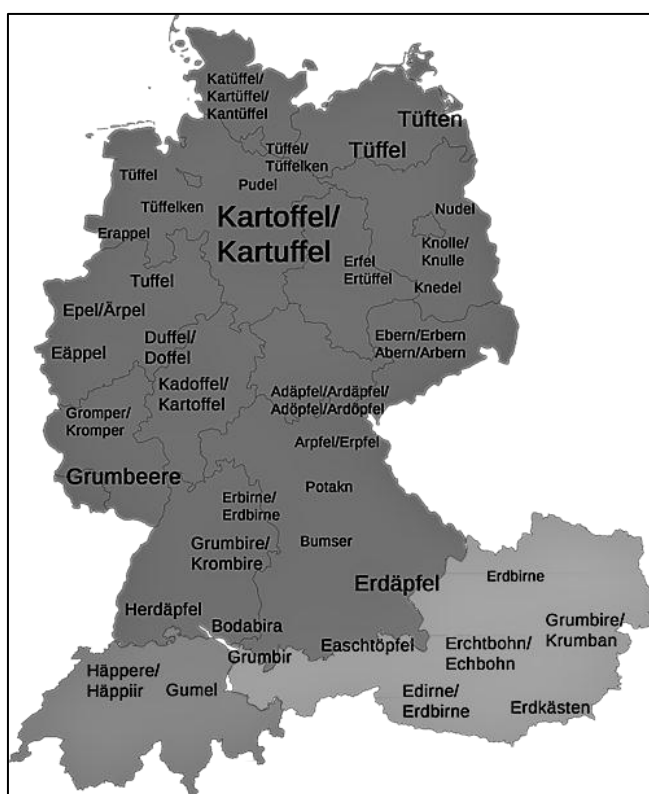 Katüffel/
Kartüffel/
Kantüffel
Tüften
Tüffel
Tüffel/
Tüffelken
Tüffel
Pudel
Tüffelken
Nudel
Kartoffel/
Kartuffel
Erappel
Knolle/
Knulle
Erfel
Ertüffel
Tuffel
Knedel
Epel/Ärpel
Duffel/
Doffel
Ebern/Erbern
Abern/Arbern
Eäppel
Kadoffel/
Kartoffel
Adäpfel/Ardäpfel/
Adöpfel/Ardöpfel
Gromper/
Kromper
Arpfel/Erpfel
Grumbeere
Potakn
Erbirne/
Erdbirne
Grumbire/
Krombire
Bumser
Erdäpfel
Erdbirne
Herdäpfel
Bodabira
Grumbire/
Krumban
Easchtöpfel
Erchtbohn/
Echbohn
Grumbir
Häppere/
Häppiir
Gumel
Edirne/
Erdbirne
Erdkästen